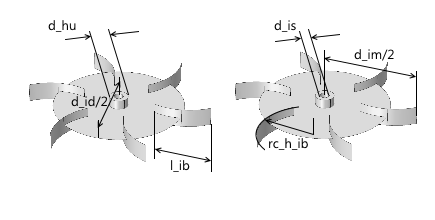 d_hu
d_is
d_im/2
d_id/2
rc_h_ib
l_ib